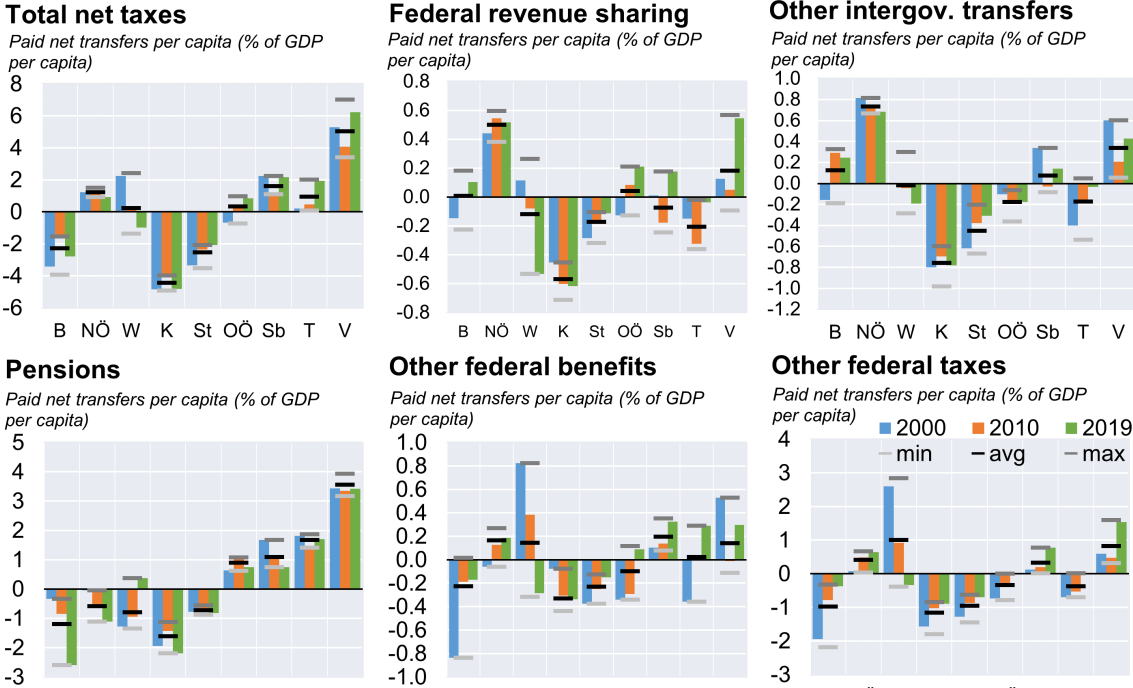 Total net taxes
Paid net transfers per capita (% of GDP
per capita)
8
6
4
2
0
-2
-4
-6
B NÖ W K St OÖ Sb T V
Federal revenue sharing
Paid net transfers per capita (% of GDP
per capita)
0.8
0.6
0.4
0.2
0.0
-0.2
-0.4
-0.6
-0.8
B NÖ W K St OÖ Sb T V
Other intergov. transfers
Paid net transfers per capita (% of GDP
per capita)
1.0
0.8
0.6
0.4
0.2
0.0
-0.2
-0.4
-0.6
-0.8
-1.0
-1.2
B NÖ W K St OÖ Sb T V
Pensions
Paid net transfers per capita (% of GDP
per capita)
5
4
3
2
1
0
-1
-2
-3
Other federal benefits
Paid net transfers per capita (% of GDP
per capita)
1.0
0.8
0.6
0.4
0.2
0.0
-0.2
-0.4
-0.6
-0.8
-1.0
Other federal taxes
Paid net transfers per capita (% of GDP
per capita)
2000 2010 2019
min avg max
4
3
2
1
0
-1
-2
-3